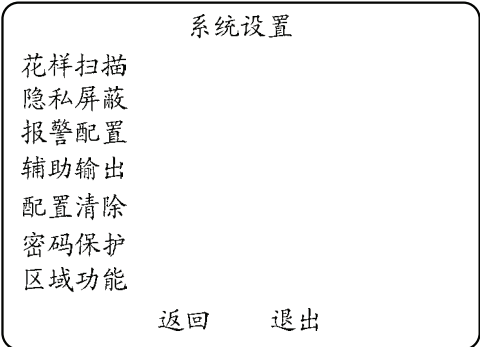 系统设置
花样扫描
隐私屏蔽
报警配置
辅助输出
配置清除
密码保护
区域功能
返回 退出